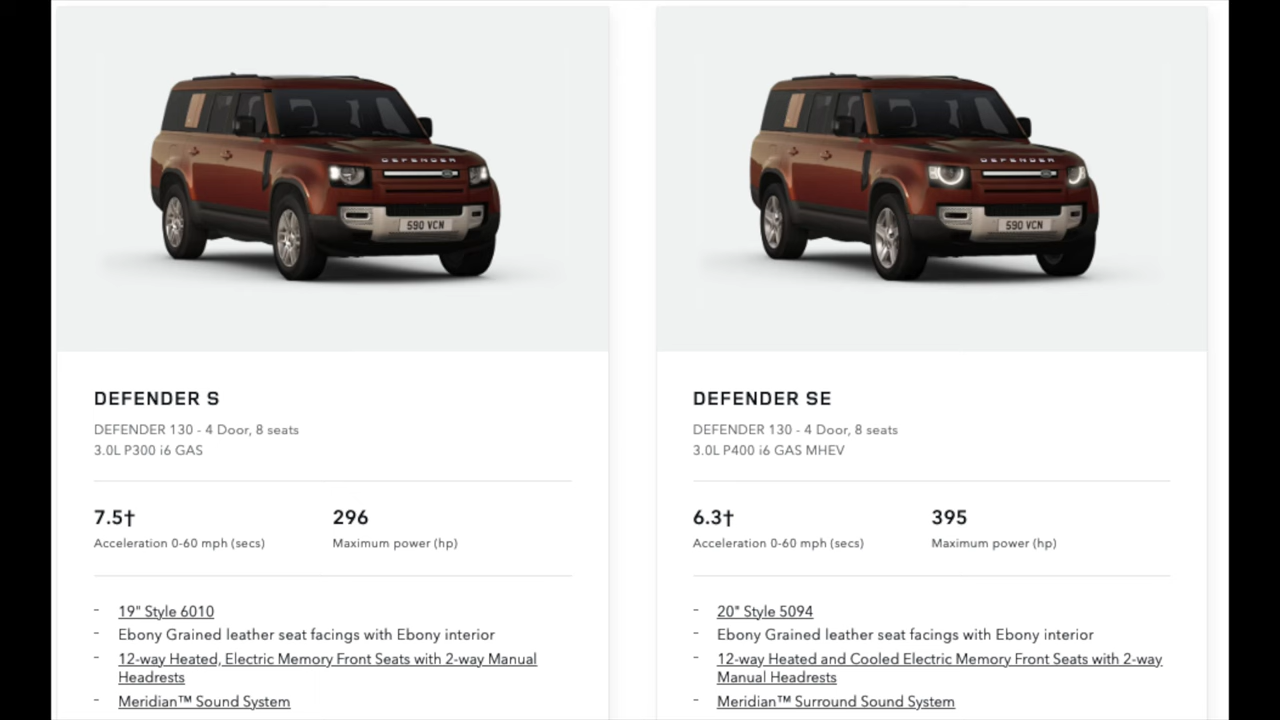 DEFENDER
590 VCN
DEFENDER S
DEFENDER 130 - 4 Door, 8 seats
3.0L P300 i6 GAS
7.5†
296
Acceleration 0-60 mph (secs)
Maximum power (hp)
- 19" Style 6010
- Ebony Grained leather seat facings with Ebony interior
- 12-way Heated, Electric Memory Front Seats with 2-way Manual
Headrests
- Meridian™ Sound System
DEFENDER
590 VCN
DEFENDER SE
DEFENDER 130 - 4 Door, 8 seats
3.0L P400 i6 GAS MHEV
6.3†
395
Acceleration 0-60 mph (secs)
Maximum power (hp)
- 20" Style 5094
- Ebony Grained leather seat facings with Ebony interior
- 12-way Heated and Cooled Electric Memory Front Seats with 2-way
Manual Headrests
- Meridian™ Surround Sound System